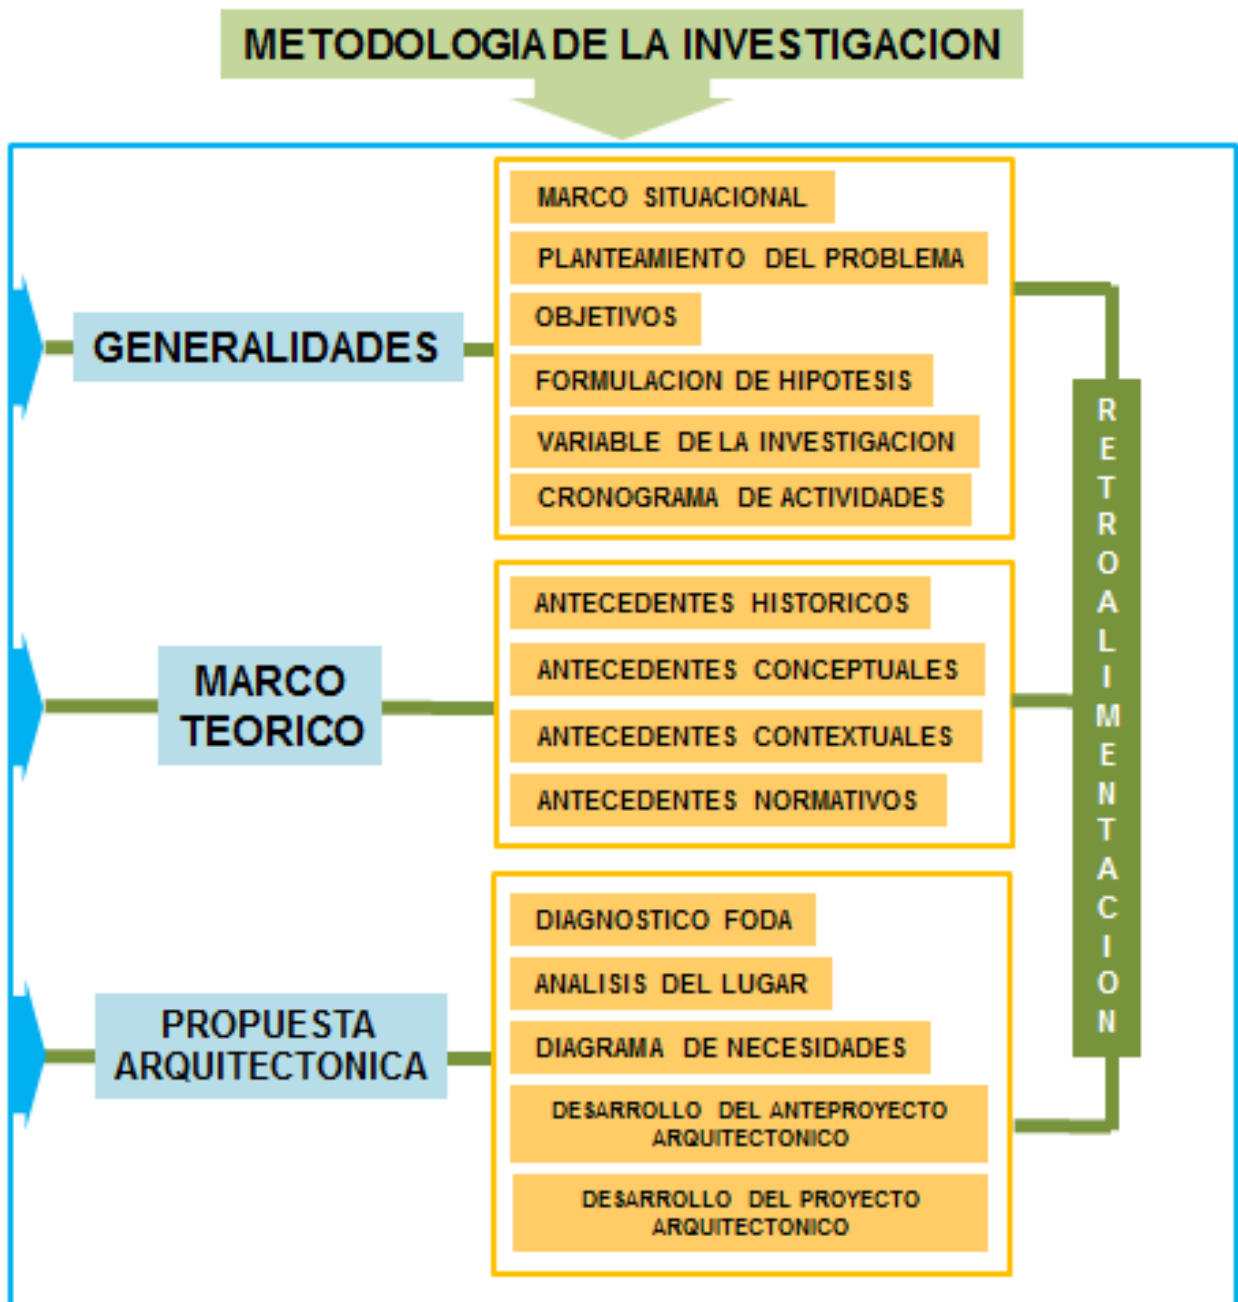 METODOLOGIA DE LA INVESTIGACION
GENERALIDADES
MARCO SITUACIONAL
PLANTEAMIENTO DEL PROBLEMA
OBJETIVOS
FORMULACION DE HIPOTESIS
VARIABLE DE LA INVESTIGACION
CRONOGRAMA DE ACTIVIDADES
MARCO
TEORICO
ANTECEDENTES HISTORICOS
ANTECEDENTES CONCEPTUALES
ANTECEDENTES CONTEXTUALES
ANTECEDENTES NORMATIVOS
PROPUESTA
ARQUITECTONICA
DIAGNOSTICO FODA
ANALISIS DEL LUGAR
DIAGRAMA DE NECESIDADES
DESARROLLO DEL ANTEPROYECTO
ARQUITECTONICO
DESARROLLO DEL PROYECTO
ARQUITECTONICO
RETROALIMENTACION